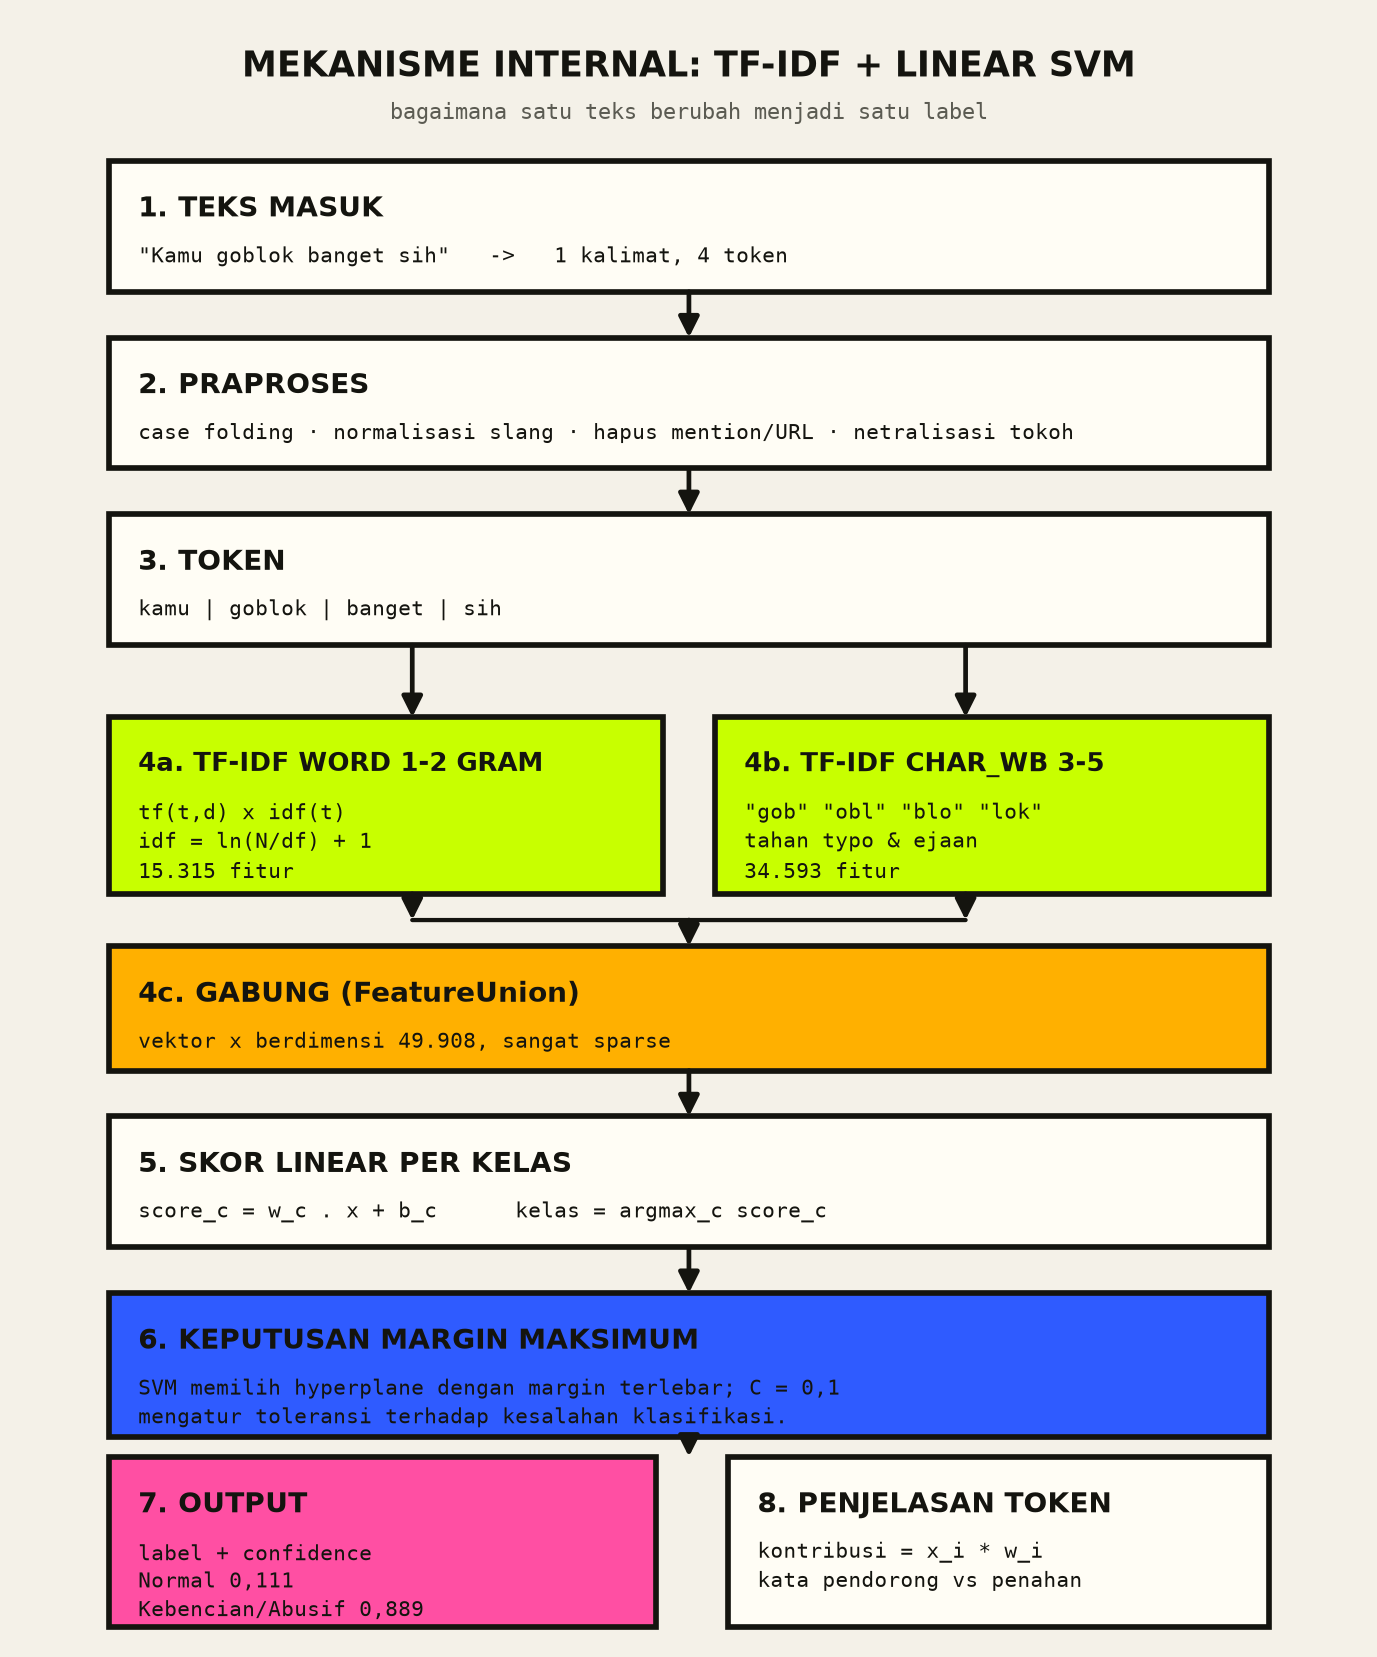 MEKANISME INTERNAL: TF-IDF + LINEAR SVM
bagaimana satu teks berubah menjadi satu label
1. TEKS MASUK
"Kamu goblok banget sih"   ->   1 kalimat, 4 token
2. PRAPROSES
case folding · normalisasi slang · hapus mention/URL · netralisasi tokoh
3. TOKEN
kamu | goblok | banget | sih
4a. TF-IDF WORD 1-2 GRAM
tf(t,d) x idf(t)
idf = ln(N/df) + 1
15.315 fitur
4b. TF-IDF CHAR_WB 3-5
"gob" "obl" "blo" "lok"
tahan typo & ejaan
34.593 fitur
4c. GABUNG (FeatureUnion)
vektor x berdimensi 49.908, sangat sparse
5. SKOR LINEAR PER KELAS
score_c = w_c . x + b_c      kelas = argmax_c score_c
6. KEPUTUSAN MARGIN MAKSIMUM
SVM memilih hyperplane dengan margin terlebar; C = 0,1
mengatur toleransi terhadap kesalahan klasifikasi.
7. OUTPUT
label + confidence
Normal 0,111
Kebencian/Abusif 0,889
8. PENJELASAN TOKEN
kontribusi = x_i * w_i
kata pendorong vs penahan